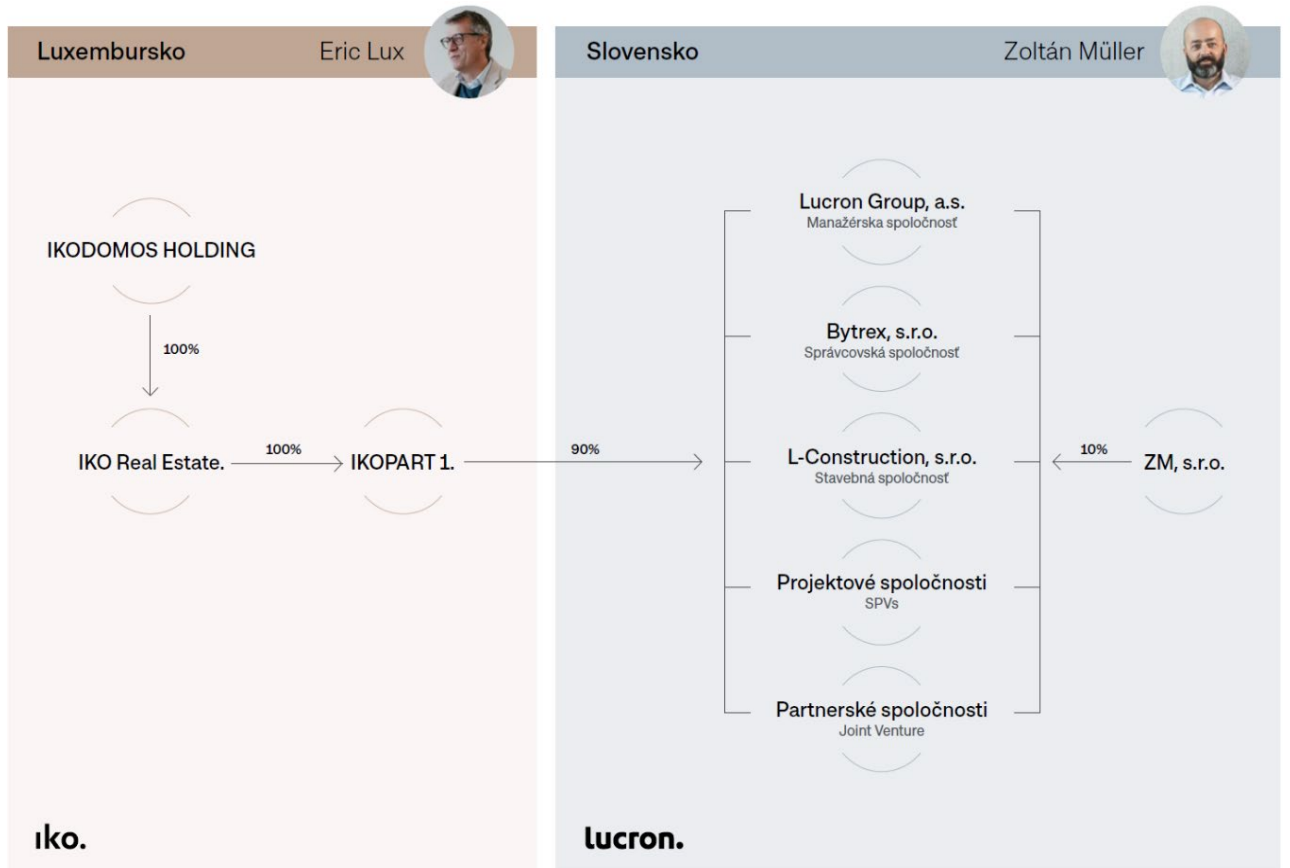 Luxembursko
Eric Lux
Slovensko
Zoltán Müller
IKODOMOS HOLDING
100%
IKO Real Estate.
100%
IKOPART 1.
90%
Lucron Group, a.s.
Manažérska spoločnosť
Bytrex, s.r.o.
Správcovská spoločnosť
L-Construction, s.r.o.
Stavebná spoločnosť
Projektové spoločnosti
SPVs
Partnerské spoločnosti
Joint Venture
10%
ZM, s.r.o.
ıko.
lucron.